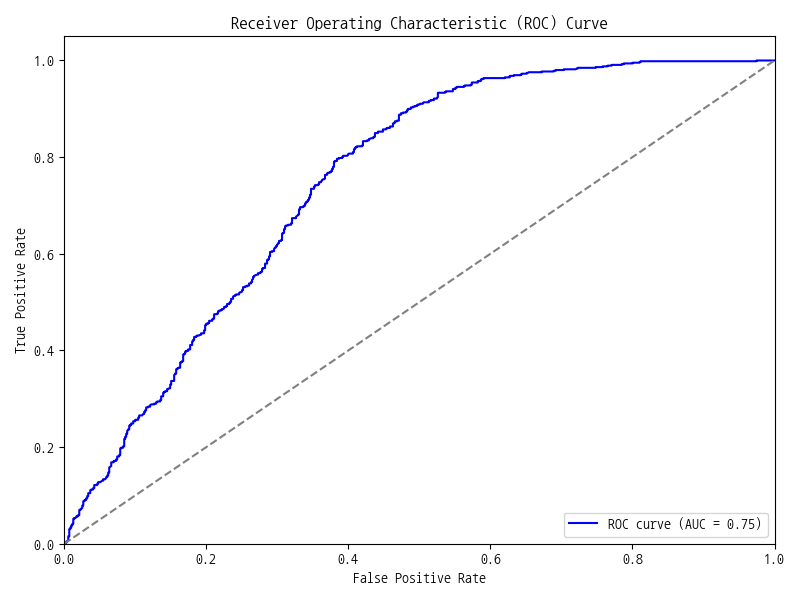 Receiver Operating Characteristic (ROC) Curve
1.0
0.8
0.6
0.4
0.2
0.0
True Positive Rate
ROC curve (AUC = 0.75)
0.0 0.2 0.4 0.6 0.8 1.0
False Positive Rate